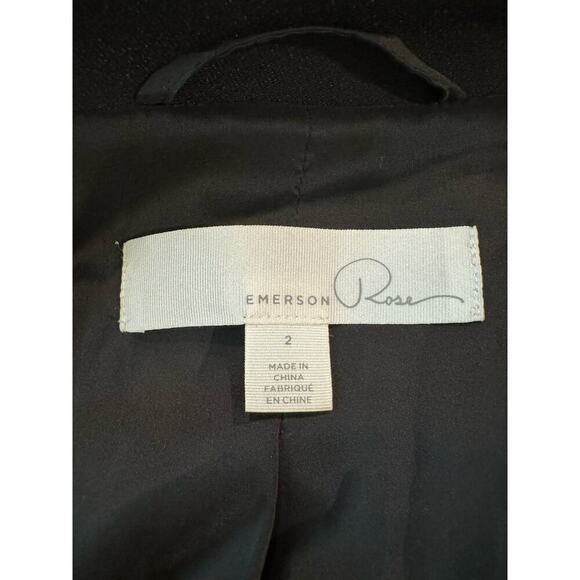 EMERSON Rose
2
MADE IN
CHINA
FABRIQUÉ
EN CHINE